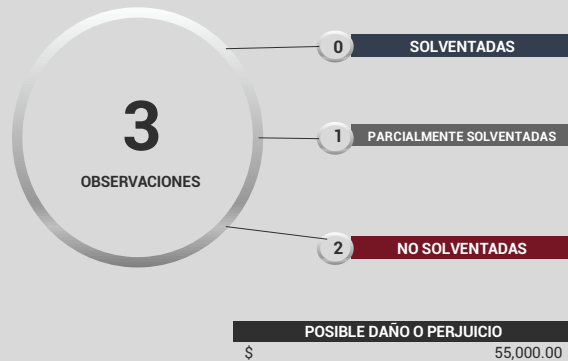 3
OBSERVACIONES
0 SOLVENTADAS
1 PARCIALMENTE SOLVENTADAS
2 NO SOLVENTADAS
POSIBLE DAÑO O PERJUICIO
$ 55,000.00